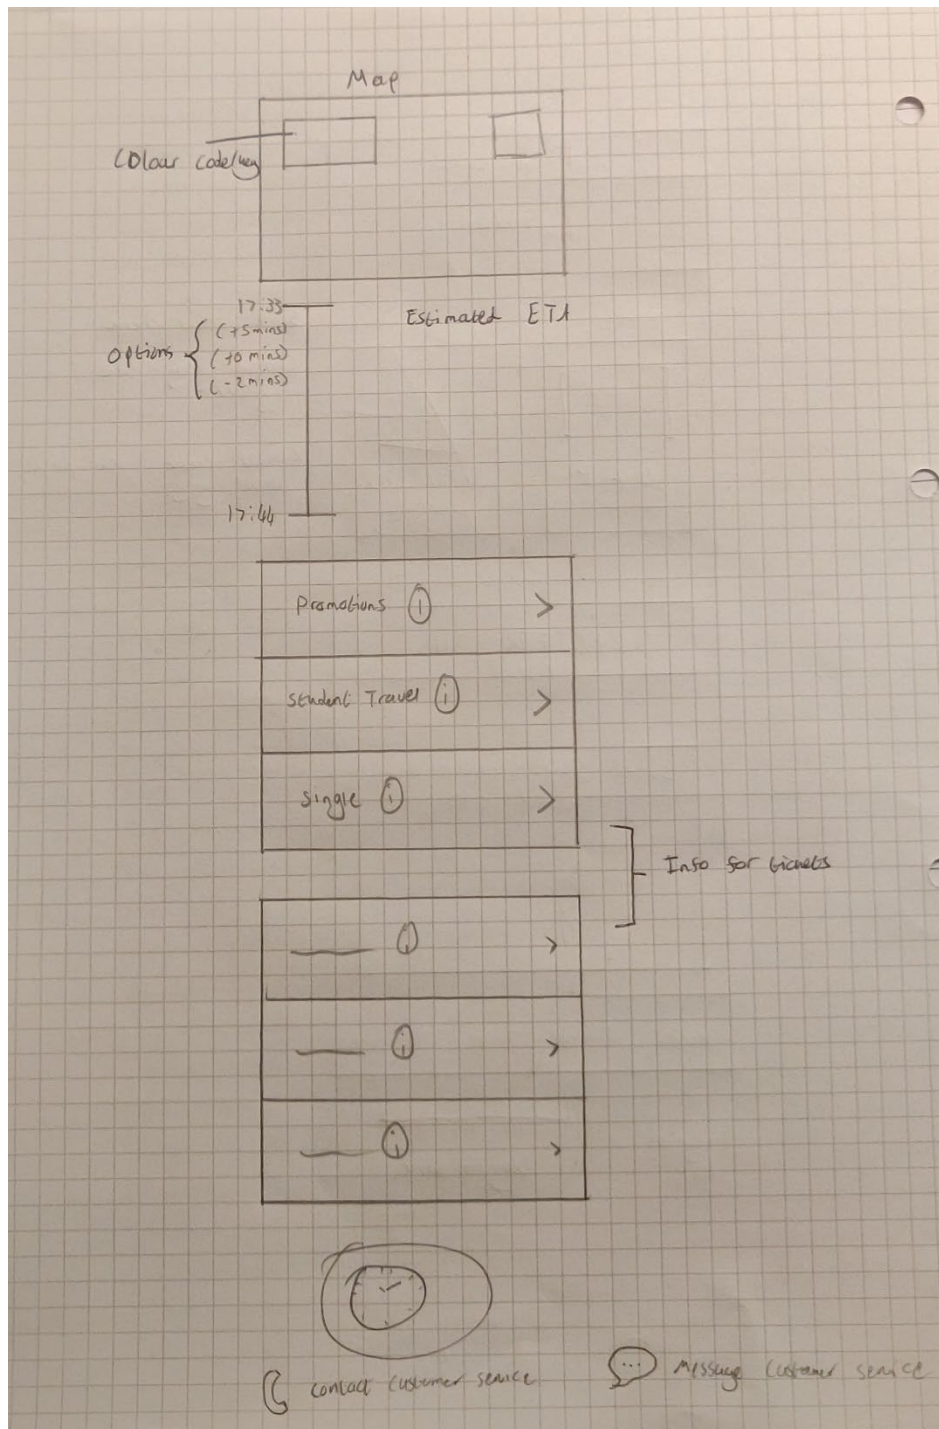 Map
Colour code/key
17:33
Estimated ETA
Options
(+5mins)
(+0 mins)
(-2mins)
17:44
Promotions i
Student Travel i
Single i
Info for tickets
i
i
i
Contact customer service
Message customer service